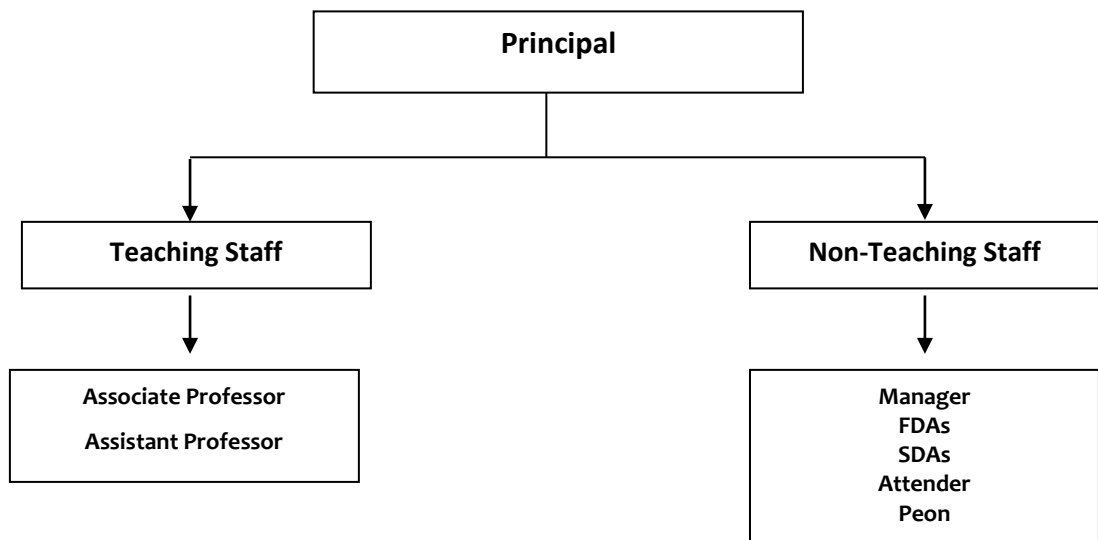 Principal
Teaching Staff
Non-Teaching Staff
Associate Professor
Assistant Professor
Manager
FDAs
SDAs
Attender
Peon